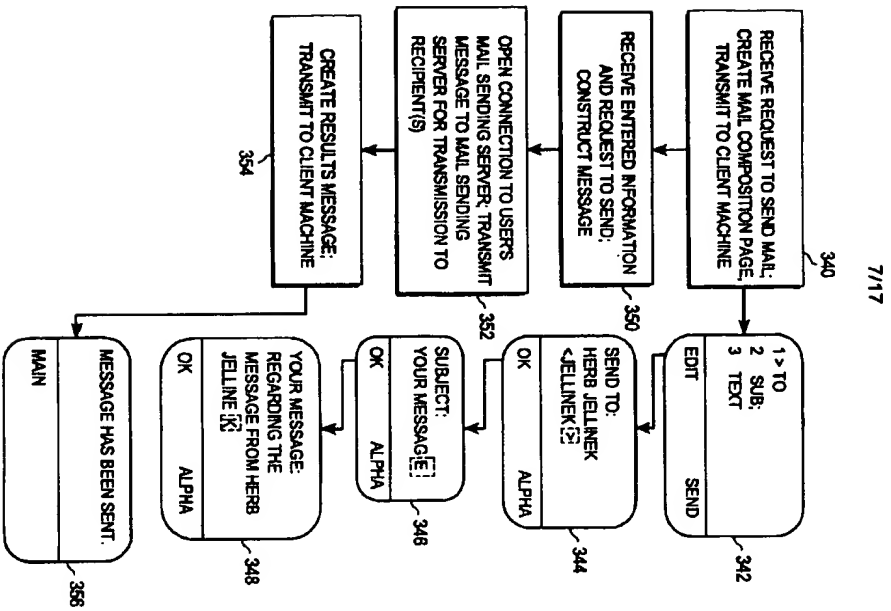 7/17
RECEIVE REQUEST TO SEND MAIL;
CREATE MAIL COMPOSITION PAGE,
TRANSMIT TO CLIENT MACHINE
340
RECEIVE ENTERED INFORMATION
AND REQUEST TO SEND;
CONSTRUCT MESSAGE
350
OPEN CONNECTION TO USER'S
MAIL SENDING SERVER; TRANSMIT
MESSAGE TO MAIL SENDING
SERVER FOR TRANSMISSION TO
RECIPIENT(S)
352
CREATE RESULTS MESSAGE;
TRANSMIT TO CLIENT MACHINE
354
1 > TO
2 SUB;
3 TEXT
EDIT SEND
342
SEND TO:
HERB JELLINEK
<JELLINEK>
OK ALPHA
344
SUBJECT:
YOUR MESSAGE
OK ALPHA
346
YOUR MESSAGE:
REGARDING THE
MESSAGE FROM HERB
JELLINEK
OK ALPHA
348
MESSAGE HAS BEEN SENT.
MAIN
356